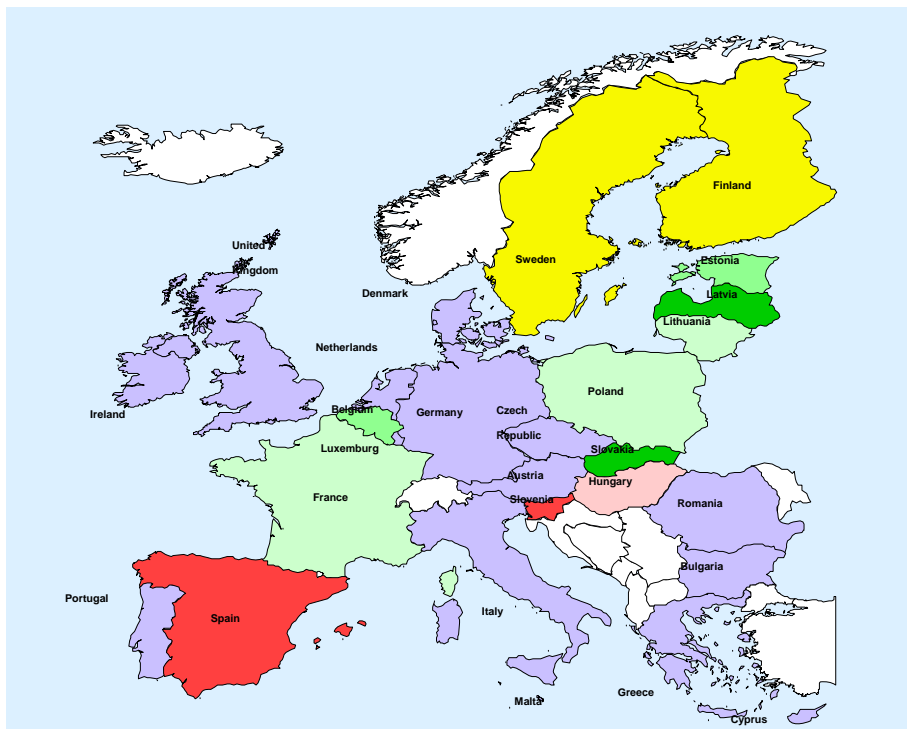 Finland
United
Kingdom
Sweden
Estonia
Denmark
Latvia
Lithuania
Netherlands
Poland
Ireland
Belgium
Germany
Czech
Republic
Luxemburg
Slovakia
Austria
Hungary
France
Slovenia
Romania
Bulgaria
Portugal
Spain
Italy
Malta
Greece
Cyprus